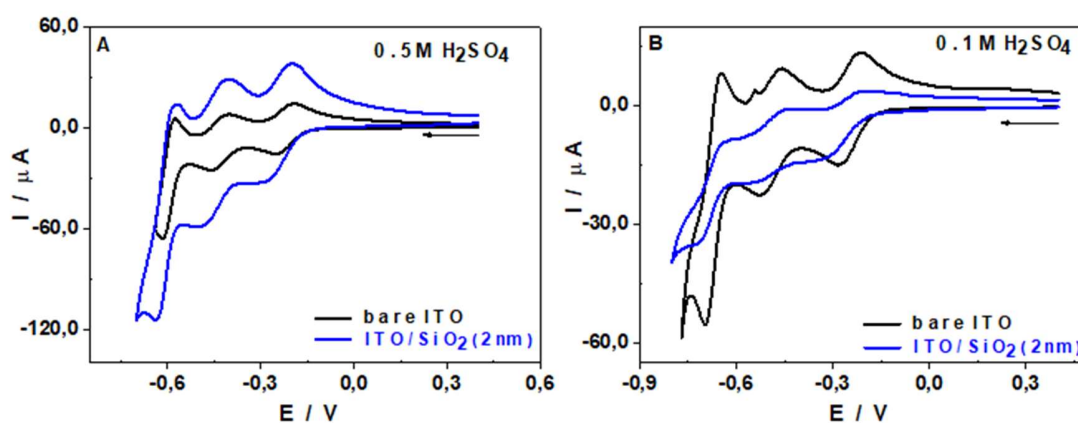 A
0.5M H₂SO₄
60,0
0,0
-60,0
-120,0
I / μA
bare ITO
ITO/SiO₂(2nm)
-0,6
-0,3
0,0
0,3
0,6
E / V
B
0.1M H₂SO₄
0,0
-30,0
-60,0
I / μA
bare ITO
ITO/SiO₂(2nm)
-0,9
-0,6
-0,3
0,0
0,3
E / V